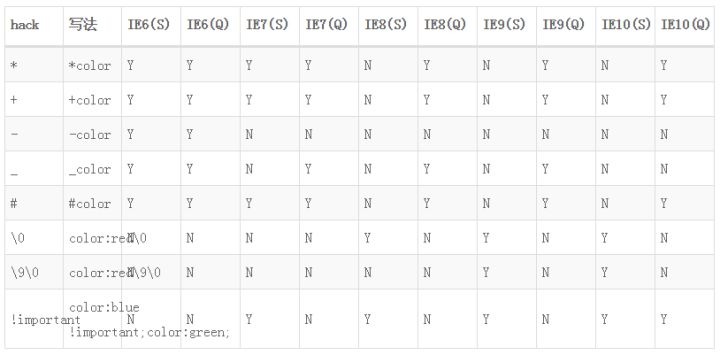 hack 写法 IE6(S) IE6(Q) IE7(S) IE7(Q) IE8(S) IE8(Q) IE9(S) IE9(Q) IE10(S) IE10(Q)
* *color Y Y Y Y N Y N Y N Y
+ +color Y Y Y Y N Y N Y N Y
- -color Y Y N N N N N N N N
_ _color Y Y N Y N Y N Y N N
# #color Y Y Y Y N Y N Y N Y
\0 color:red\0 N N N N Y N Y N Y N
\9\0 color:red\9\0 N N N N N N Y N Y N
color:blue
!important N N Y N Y N Y N Y Y
!important;color:green;